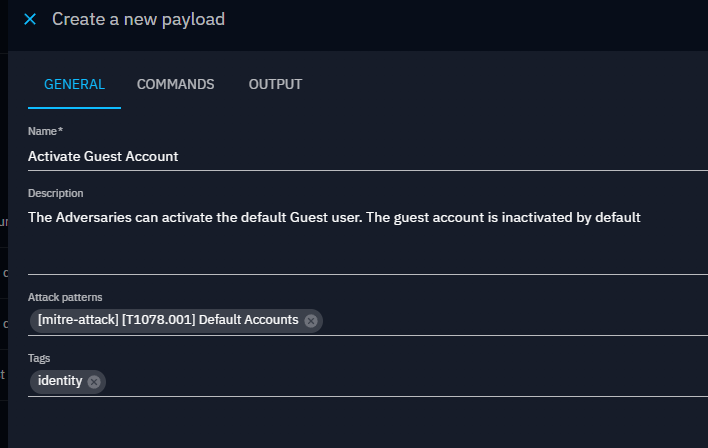 Create a new payload
GENERAL COMMANDS OUTPUT
Name*
Activate Guest Account
Description
The Adversaries can activate the default Guest user. The guest account is inactivated by default
Attack patterns
[mitre-attack] [T1078.001] Default Accounts
Tags
identity